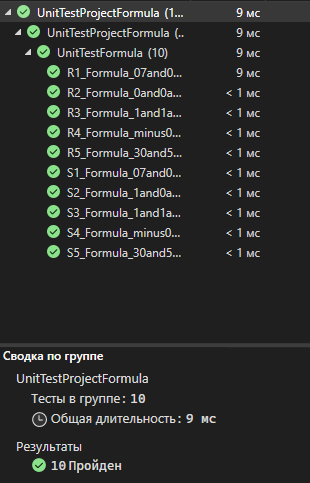 UnitTestProjectFormula (1... 9 мс
UnitTestProjectFormula (.. 9 мс
UnitTestFormula (10) 9 мс
R1_Formula_07and0... 9 мс
R2_Formula_0and0a... < 1 мс
R3_Formula_1and1a... < 1 мс
R4_Formula_minus0... < 1 мс
R5_Formula_30and5... < 1 мс
S1_Formula_07and0... < 1 мс
S2_Formula_1and0a... < 1 мс
S3_Formula_1and1a... < 1 мс
S4_Formula_minus0... < 1 мс
S5_Formula_30and5... < 1 мс
Сводка по группе
UnitTestProjectFormula
Тесты в группе: 10
Общая длительность: 9 мс
Результаты
10 Пройден